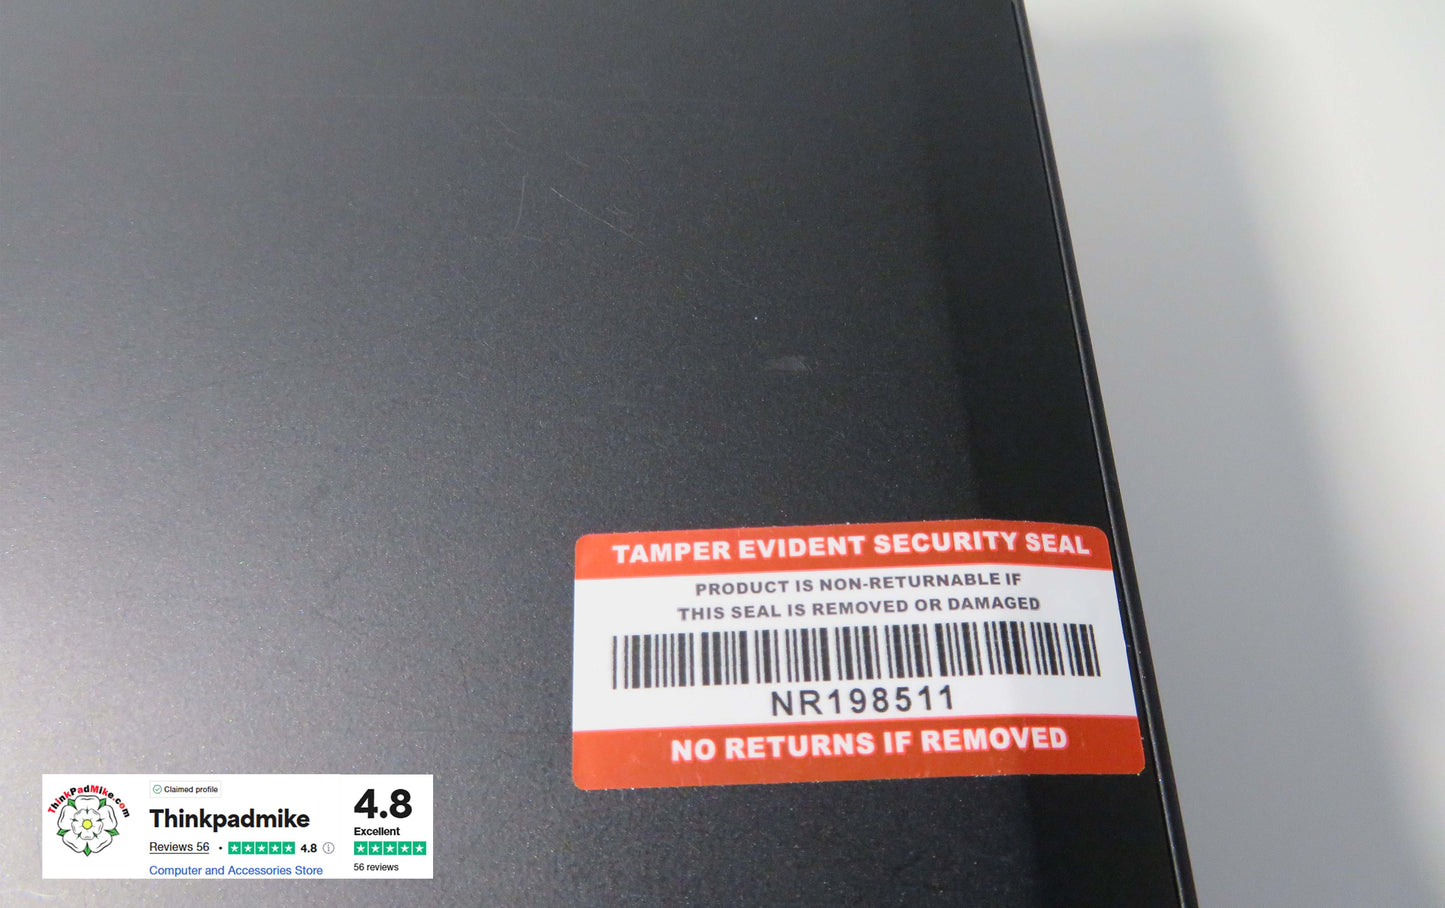 TAMPER EVIDENT SECURITY SEAL
PRODUCT IS NON-RETURNABLE IF
THIS SEAL IS REMOVED OR DAMAGED
NR198511
NO RETURNS IF REMOVED
ThinkPadMike.com
Claimed profile
Thinkpadmike
Reviews 56 • 4.8
Computer and Accessories Store
4.8
Excellent
56 reviews